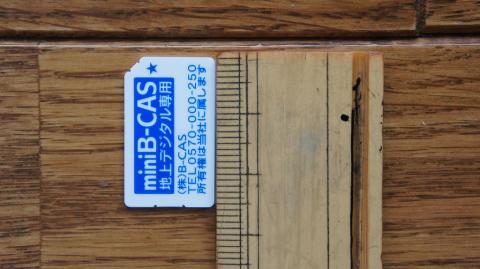 ★
miniB-CAS
地上デジタル専用
(株)B-CAS
TEL0570-000-250
所有権は当社に属します